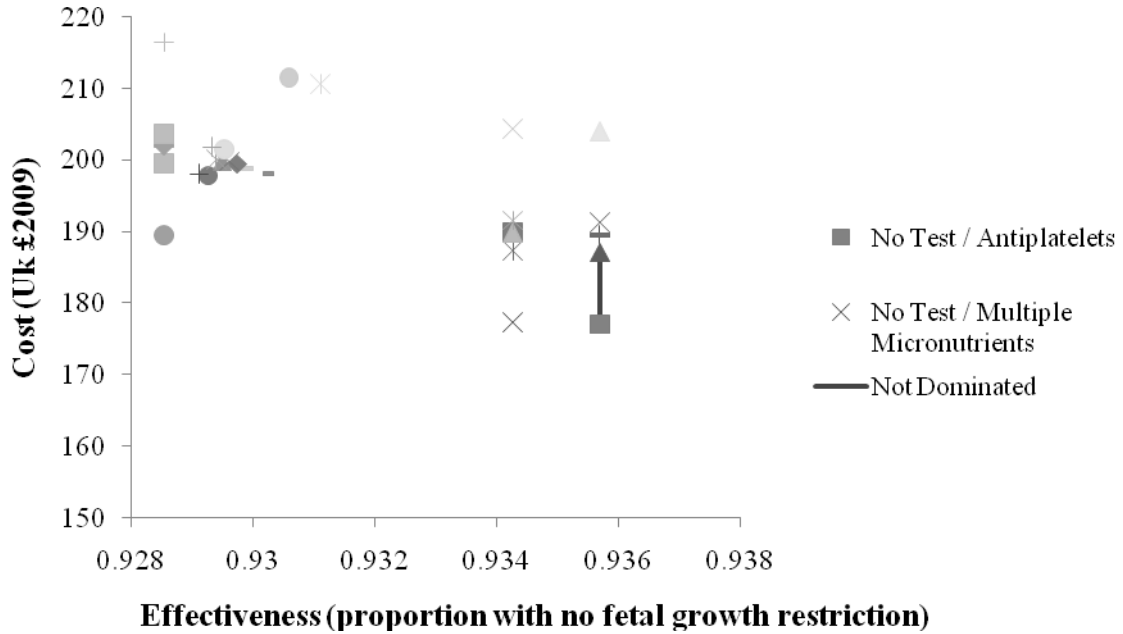 220
210
200
190
180
170
160
150
Cost (Uk £2009)
0.928
0.93
0.932
0.934
0.936
0.938
Effectiveness (proportion with no fetal growth restriction)
No Test / Antiplatelets
No Test / Multiple
Micronutrients
Not Dominated